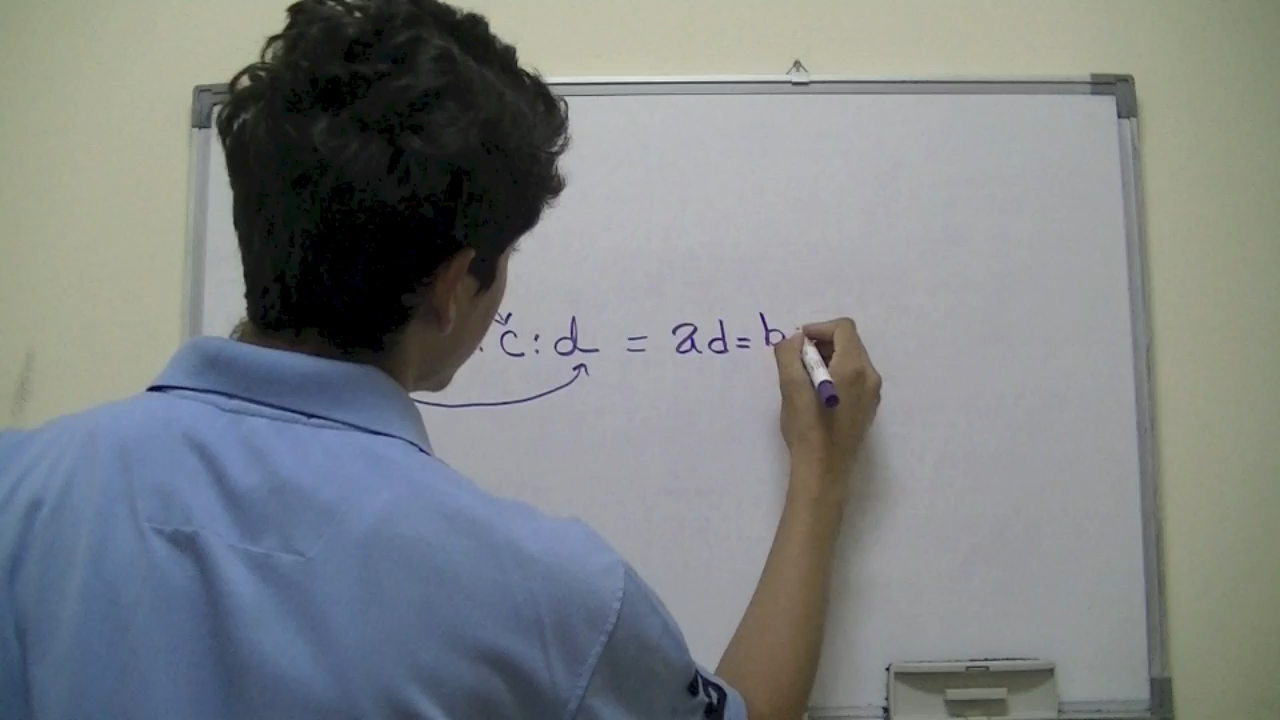 c:d = ad=b